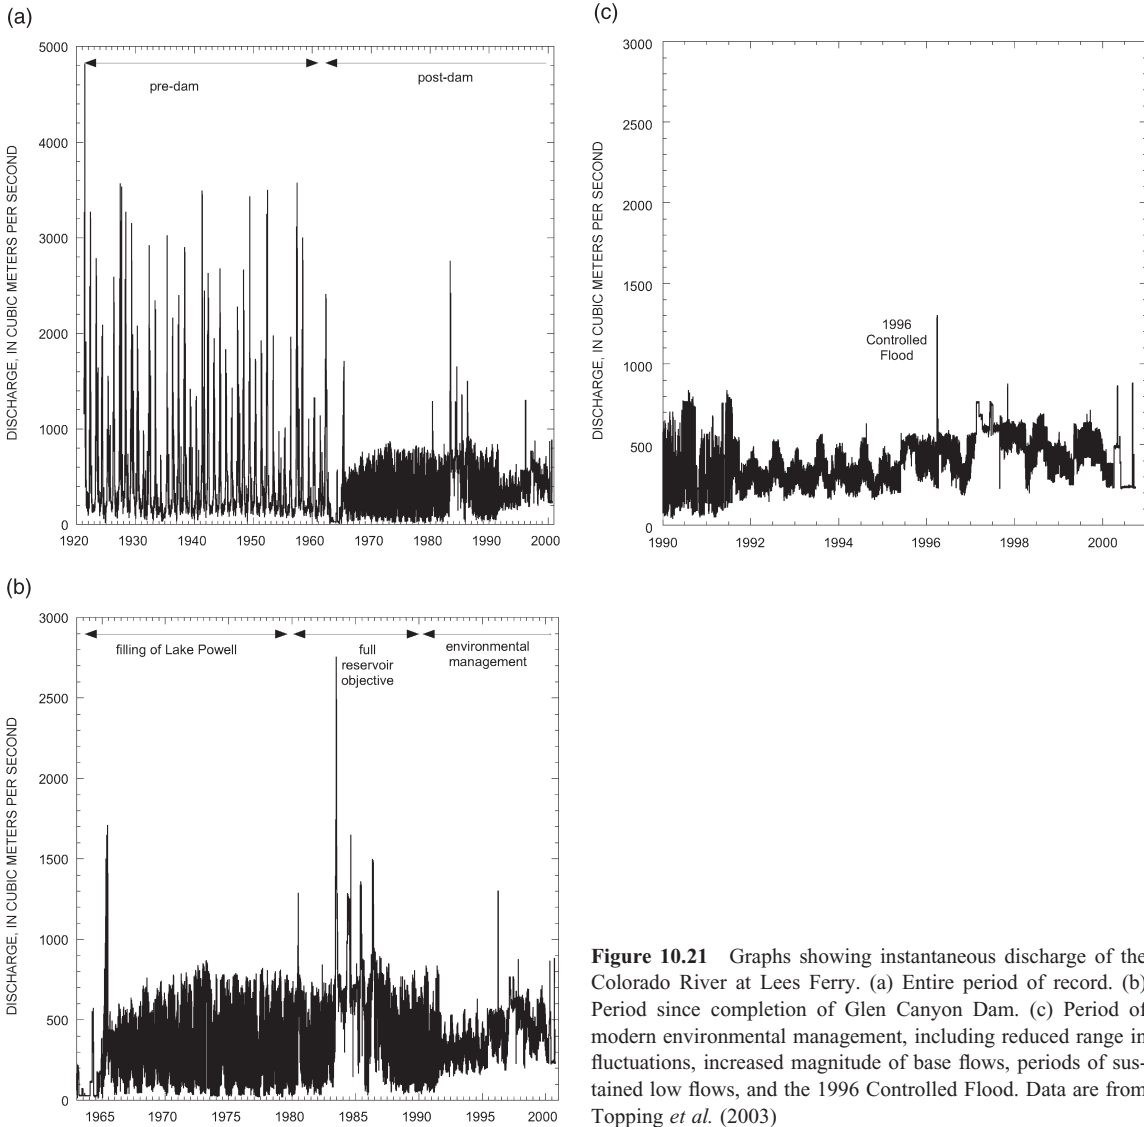 (a)
5000
4000
3000
2000
1000
0
DISCHARGE, IN CUBIC METERS PER SECOND
pre-dam
post-dam
1920 1930 1940 1950 1960 1970 1980 1990 2000
(c)
3000
2500
2000
1500
1000
500
0
DISCHARGE, IN CUBIC METERS PER SECOND
1996
Controlled
Flood
1990 1992 1994 1996 1998 2000
(b)
3000
2500
2000
1500
1000
500
0
DISCHARGE, IN CUBIC METERS PER SECOND
filling of Lake Powell
full
reservoir
objective
environmental
management
1965 1970 1975 1980 1985 1990 1995 2000
Figure 10.21 Graphs showing instantaneous discharge of the
Colorado River at Lees Ferry. (a) Entire period of record. (b)
Period since completion of Glen Canyon Dam. (c) Period of
modern environmental management, including reduced range in
fluctuations, increased magnitude of base flows, periods of sus-
tained low flows, and the 1996 Controlled Flood. Data are from
Topping et al. (2003)